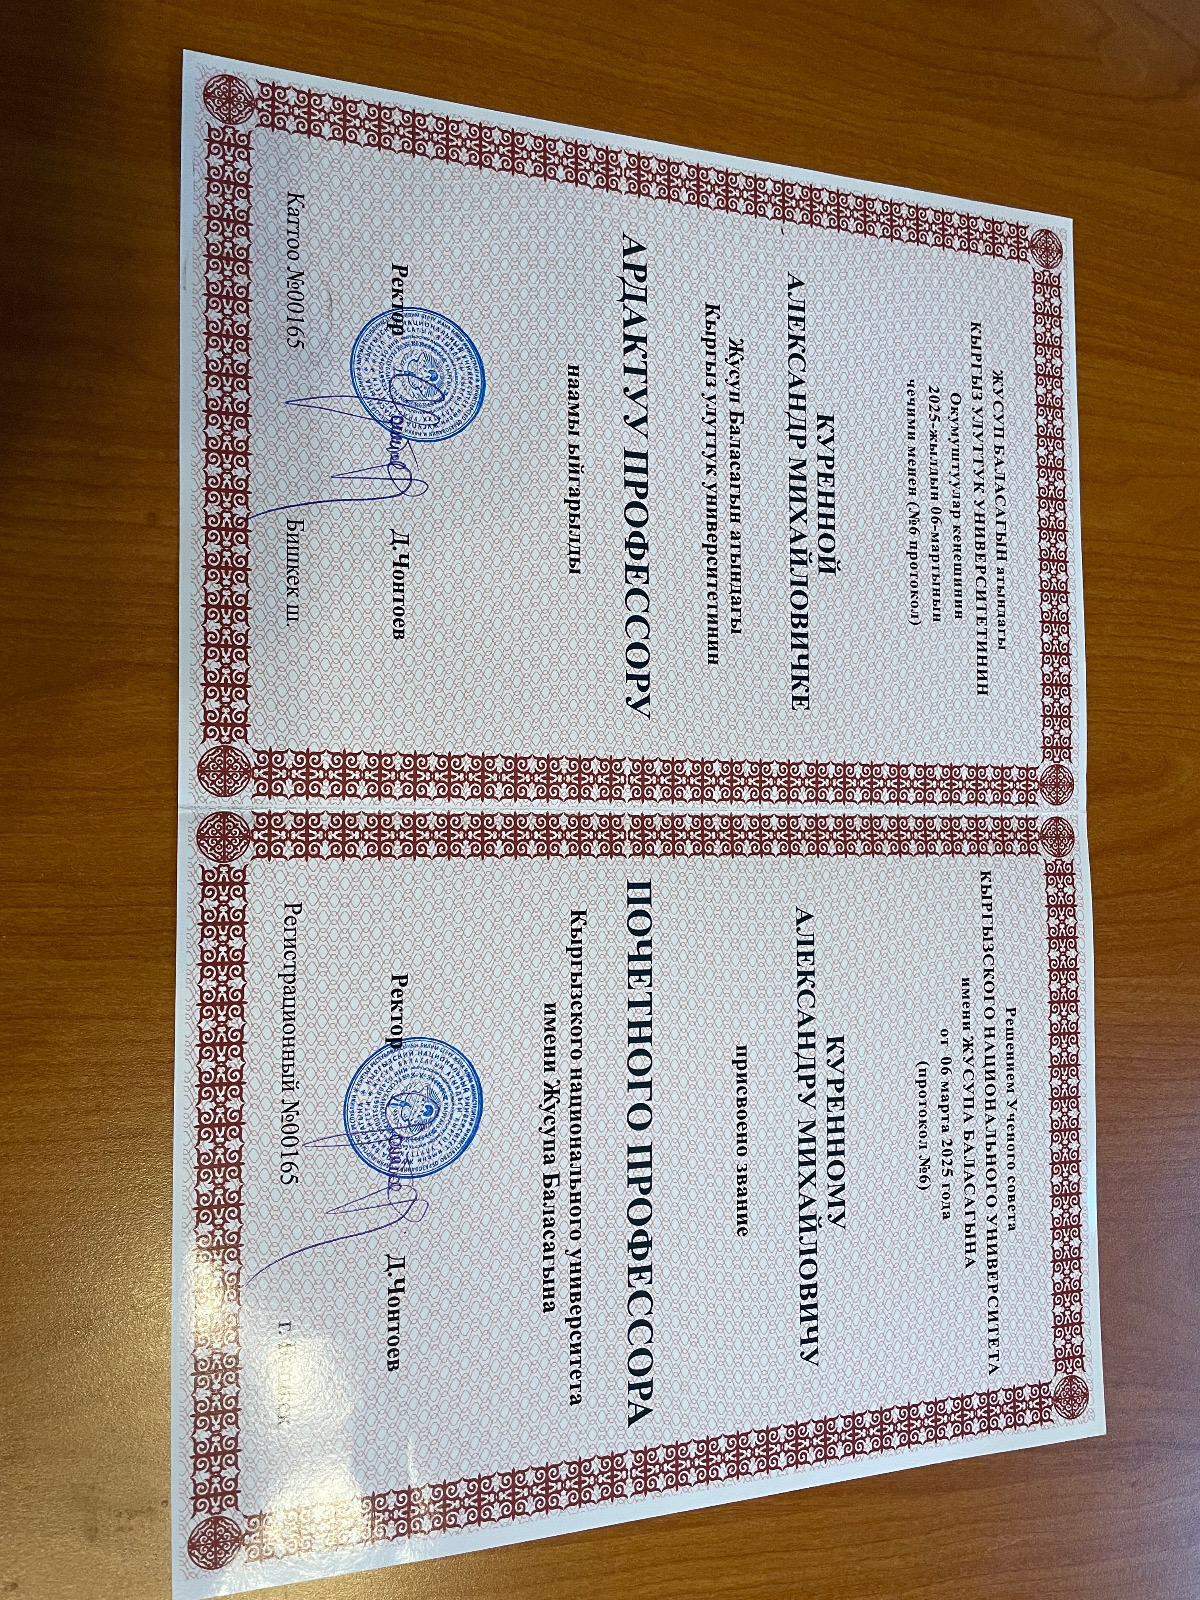 ЖУСУП БАЛАСАГЫН атындагы
КЫРГЫЗ УЛУТТУК УНИВЕРСИТЕТИНИН
Окумуштуулар кеңешинин
2025-жылдын 06-мартынын
чечими менен (№6 протокол)
КУРЕННОЙ
АЛЕКСАНДР МИХАЙЛОВИЧКЕ
Жусуп Баласагын атындагы
Кыргыз улуттук университетинин
АРДАКТУУ ПРОФЕССОРУ
наамы ыйгарылды
Ректор Д.Чонтоев
Каттоо №00165 Бишкек ш.
Решением Ученого совета
КЫРГЫЗСКОГО НАЦИОНАЛЬНОГО УНИВЕРСИТЕТА
имени ЖУСУПА БАЛАСАГЫНА
от 06 марта 2025 года
(протокол №6)
КУРЕННОМУ
АЛЕКСАНДРУ МИХАЙЛОВИЧУ
присвоено звание
ПОЧЕТНОГО ПРОФЕССОРА
Кыргызского национального университета
имени Жусупа Баласагына
Ректор Д.Чонтоев
Регистрационный №00165 г.